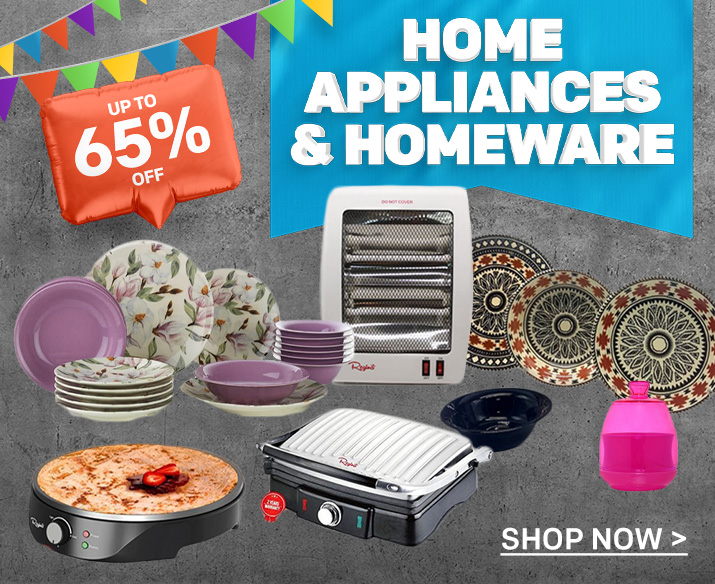 HOME
APPLIANCES
& HOMEWARE
UP TO
65%
OFF
DO NOT COVER
SHOP NOW >